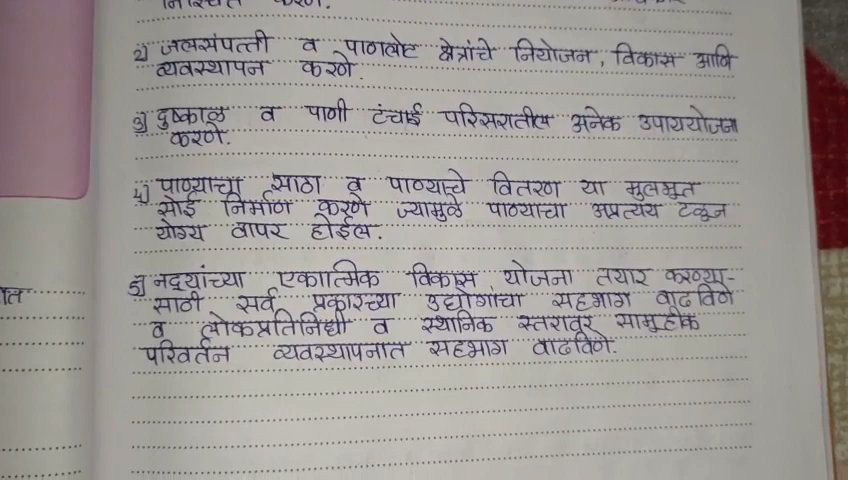 निश्चित करणे.
२) जलसंपत्ती व पाणलोट क्षेत्रांचे नियोजन, विकास आणि
व्यवस्थापन करणे.
३) दुष्काळ व पाणी टंचाई परिसरातील अनेक उपाययोजना
करणे.
४) पाण्याचा साठा व पाण्याचे वितरण या मुलभुत
सोई निर्माण करणे ज्यामुळे पाण्याचा अपव्यय टळून
योग्य वापर होईल.
५) नद्यांच्या एकात्मिक विकास योजना तयार करण्या-
साठी सर्व प्रकारच्या उद्योगांचा सहभाग वाढविणे
व लोकप्रतिनिधी व स्थानिक स्तरावर सामुहीक
परिवर्तन व्यवस्थापनात सहभाग वाढविणे.